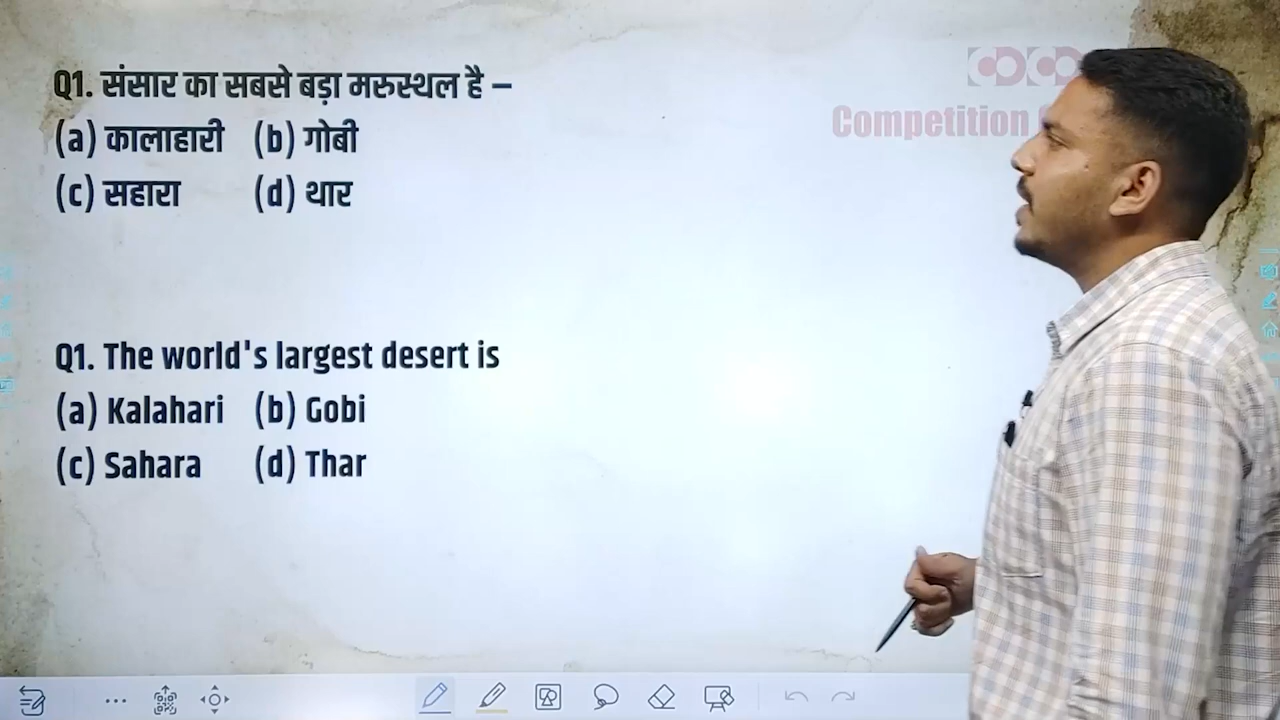 Q1. संसार का सबसे बड़ा मरुस्थल है –
(a) कालाहारी (b) गोबी
(c) सहारा (d) थार
Competition
Q1. The world's largest desert is
(a) Kalahari (b) Gobi
(c) Sahara (d) Thar